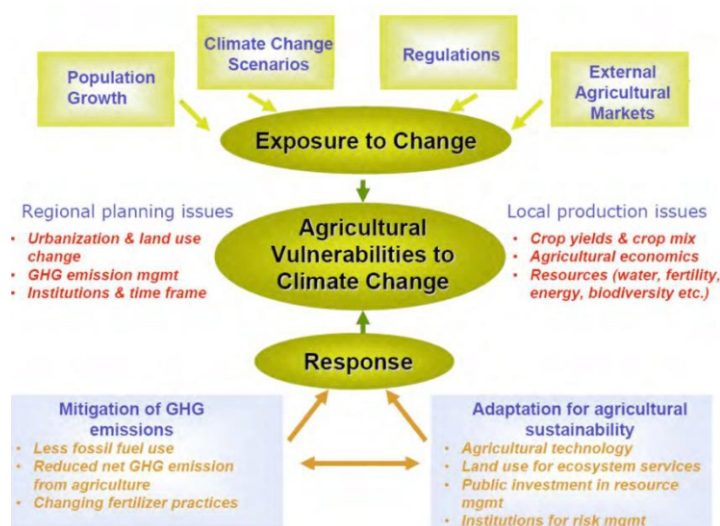 Population
Growth
Climate Change
Scenarios
Regulations
External
Agricultural
Markets
Exposure to Change
Regional planning issues
• Urbanization & land use
change
• GHG emission mgmt
• Institutions & time frame
Agricultural
Vulnerabilities to
Climate Change
Local production issues
• Crop yields & crop mix
• Agricultural economics
• Resources (water, fertility,
energy, biodiversity etc.)
Response
Mitigation of GHG
emissions
• Less fossil fuel use
• Reduced net GHG emission
from agriculture
• Changing fertilizer practices
Adaptation for agricultural
sustainability
• Agricultural technology
• Land use for ecosystem services
• Public investment in resource
mgmt
• Institutions for risk mgmt